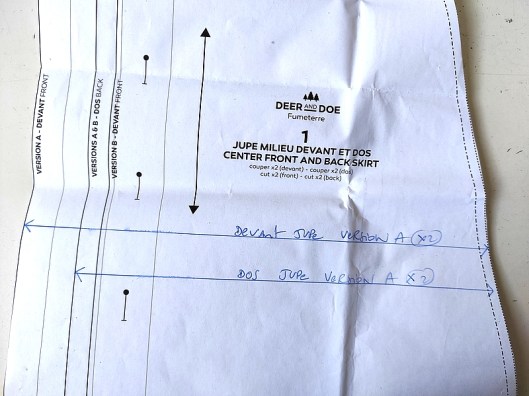 VERSION A - DEVANT FRONT
VERSIONS A & B - DOS BACK
VERSION B - DEVANT FRONT
DEER AND DOE
Fumeterre
1
JUPE MILIEU DEVANT ET DOS
CENTER FRONT AND BACK SKIRT
couper x2 (devant) - couper x2 (dos)
cut x2 (front) - cut x2 (back)
DEVANT JUPE VERSION A x2
DOS JUPE VERSION A x2